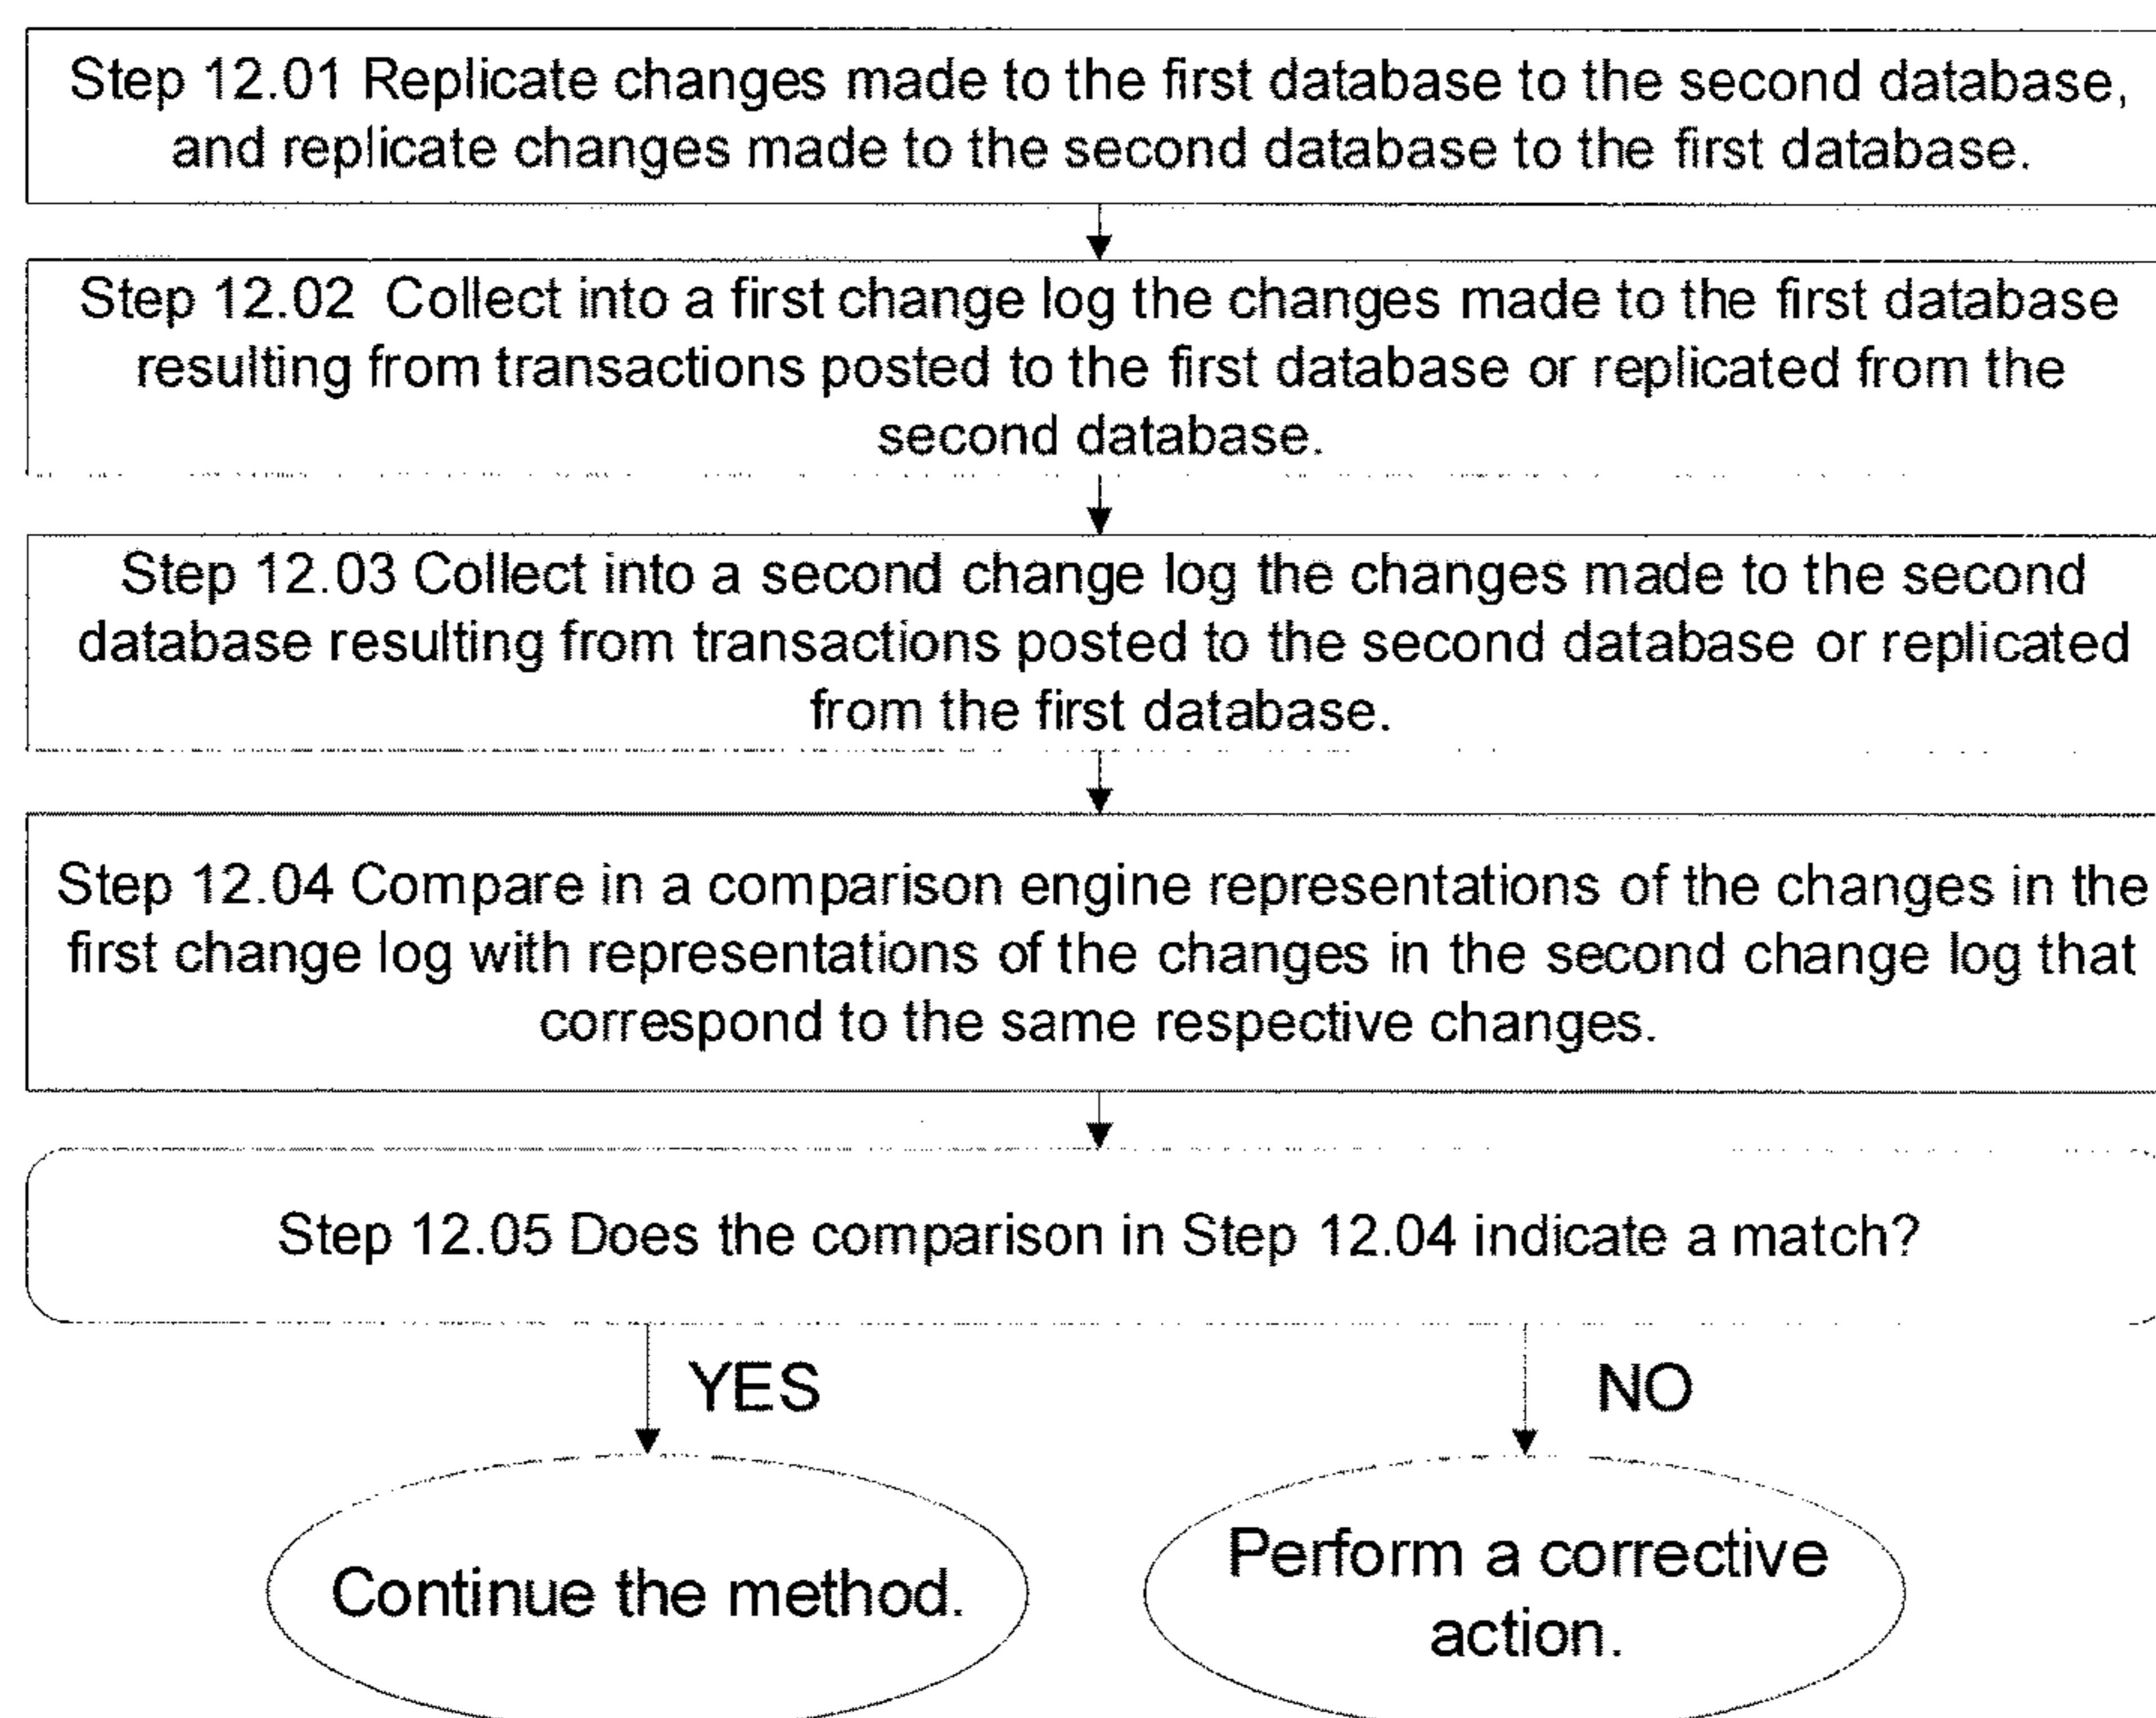 Step 12.01 Replicate changes made to the first database to the second database,
and replicate changes made to the second database to the first database.
Step 12.02 Collect into a first change log the changes made to the first database
resulting from transactions posted to the first database or replicated from the
second database.
Step 12.03 Collect into a second change log the changes made to the second
database resulting from transactions posted to the second database or replicated
from the first database.
Step 12.04 Compare in a comparison engine representations of the changes in the
first change log with representations of the changes in the second change log that
correspond to the same respective changes.
Step 12.05 Does the comparison in Step 12.04 indicate a match?
YES
NO
Continue the method.
Perform a corrective
action.